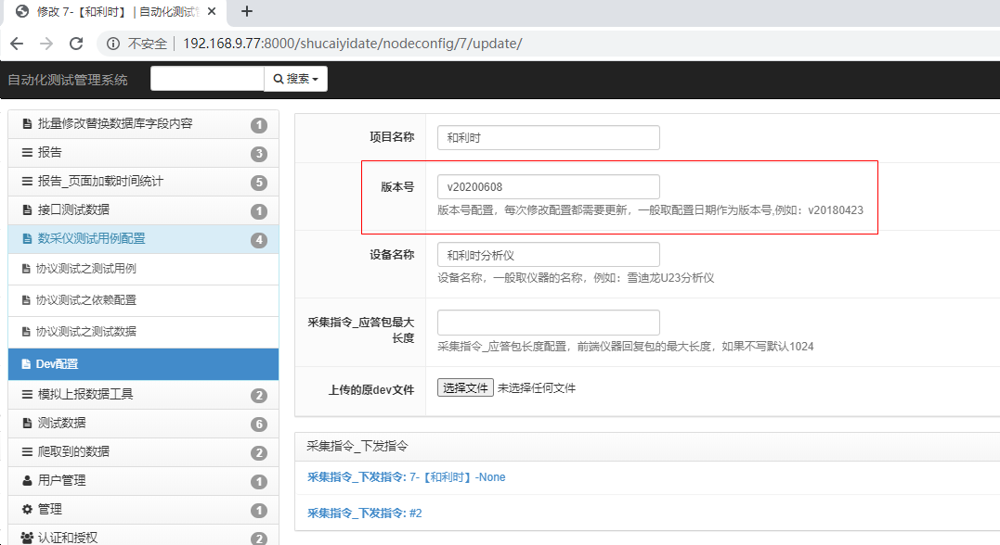 修改 7-【和利时】 | 自动化测试
不安全 | 192.168.9.77:8000/shucaiyidate/nodeconfig/7/update/
自动化测试管理系统
搜索
批量修改替换数据库字段内容 1
报告 3
报告_页面加载时间统计 5
接口测试数据 1
数采仪测试用例配置 4
协议测试之测试用例
协议测试之依赖配置
协议测试之测试数据
Dev配置
模拟上报数据工具 2
测试数据 6
爬取到的数据 2
用户管理 1
管理 1
认证和授权 2
项目名称 和利时
版本号 v20200608
版本号配置，每次修改配置都需要更新，一般取配置日期作为版本号,例如：v20180423
设备名称 和利时分析仪
设备名称，一般取仪器的名称，例如：雪迪龙U23分析仪
采集指令_应答包最大
长度
采集指令_应答包长度配置，前端仪器回复包的最大长度，如果不写默认1024
上传的原dev文件 选择文件 未选择任何文件
采集指令_下发指令
采集指令_下发指令: 7-【和利时】-None
采集指令_下发指令: #2